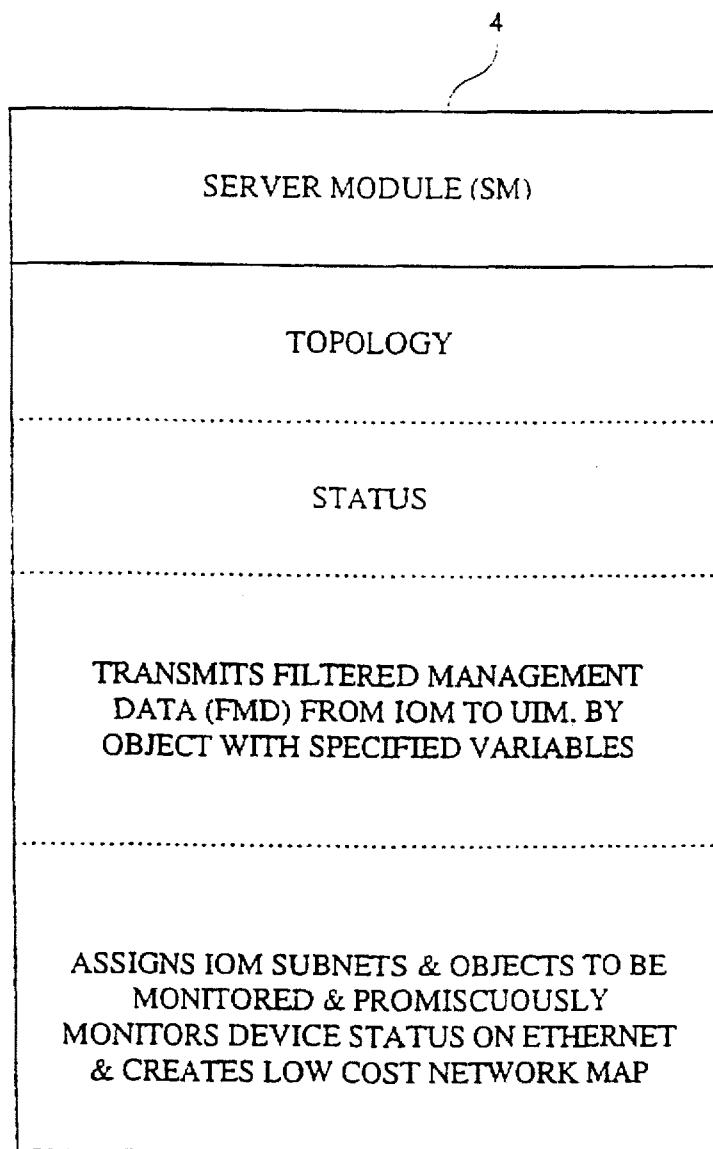 4
SERVER MODULE (SM)
TOPOLOGY
STATUS
TRANSMITS FILTERED MANAGEMENT
DATA (FMD) FROM IOM TO UIM. BY
OBJECT WITH SPECIFIED VARIABLES
ASSIGNS IOM SUBNETS & OBJECTS TO BE
MONITORED & PROMISCUOUSLY
MONITORS DEVICE STATUS ON ETHERNET
& CREATES LOW COST NETWORK MAP